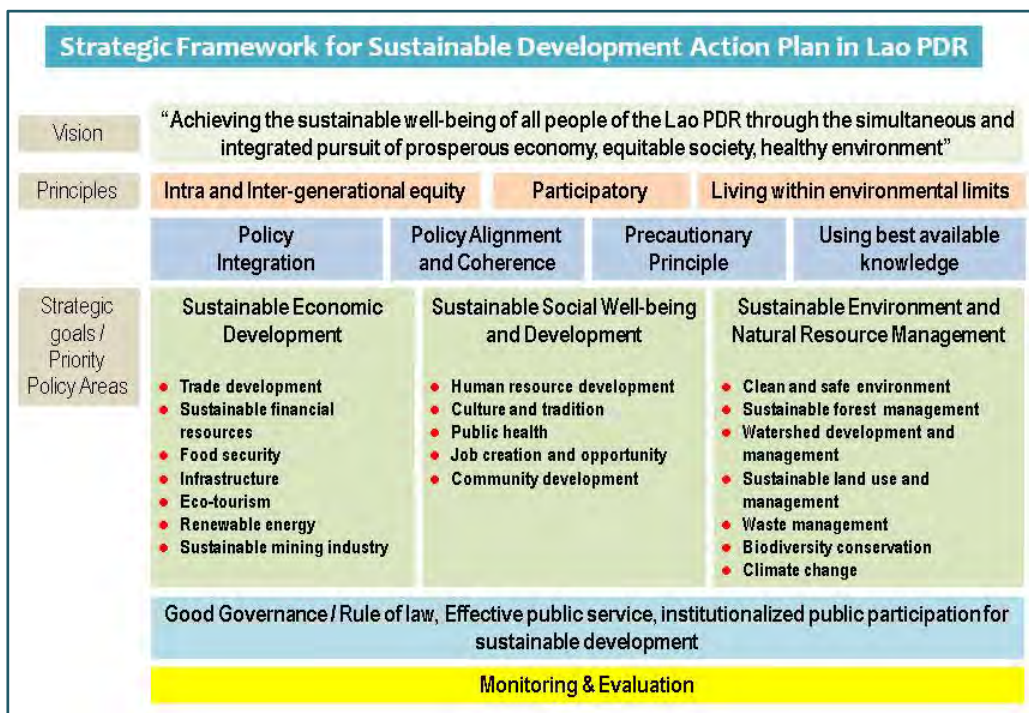 Strategic Framework for Sustainable Development Action Plan in Lao PDR
Vision
“Achieving the sustainable well-being of all people of the Lao PDR through the simultaneous and
integrated pursuit of prosperous economy, equitable society, healthy environment”
Principles
Intra and Inter-generational equity
Participatory
Living within environmental limits
Policy
Integration
Policy Alignment
and Coherence
Precautionary
Principle
Using best available
knowledge
Strategic
goals /
Priority
Policy Areas
Sustainable Economic
Development
• Trade development
• Sustainable financial
resources
• Food security
• Infrastructure
• Eco-tourism
• Renewable energy
• Sustainable mining industry
Sustainable Social Well-being
and Development
• Human resource development
• Culture and tradition
• Public health
• Job creation and opportunity
• Community development
Sustainable Environment and
Natural Resource Management
• Clean and safe environment
• Sustainable forest management
• Watershed development and
management
• Sustainable land use and
management
• Waste management
• Biodiversity conservation
• Climate change
Good Governance / Rule of law, Effective public service, institutionalized public participation for
sustainable development
Monitoring & Evaluation